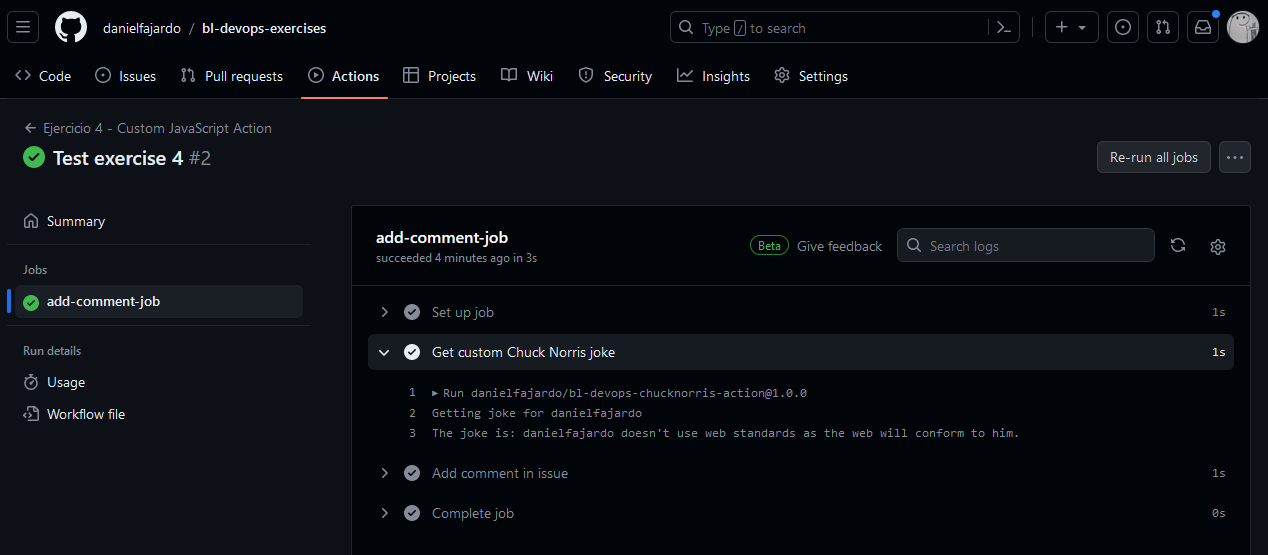 danielfajardo / bl-devops-exercises
Type / to search
Code Issues Pull requests Actions Projects Wiki Security Insights Settings
Ejercicio 4 - Custom JavaScript Action
Test exercise 4 #2
Re-run all jobs
Summary
Jobs
add-comment-job
Run details
Usage
Workflow file
add-comment-job
succeeded 4 minutes ago in 3s
Beta Give feedback
Search logs
Set up job 1s
Get custom Chuck Norris joke 1s
1 Run danielfajardo/bl-devops-chucknorris-action@1.0.0
2 Getting joke for danielfajardo
3 The joke is: danielfajardo doesn't use web standards as the web will conform to him.
Add comment in issue 1s
Complete job 0s